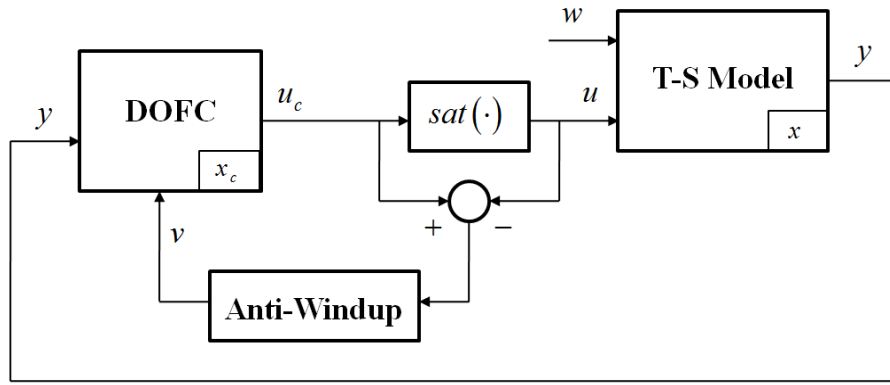 w
y
T-S Model
DOFC
u_c
sat(·)
u
y
x
x_c
+
−
v
Anti-Windup